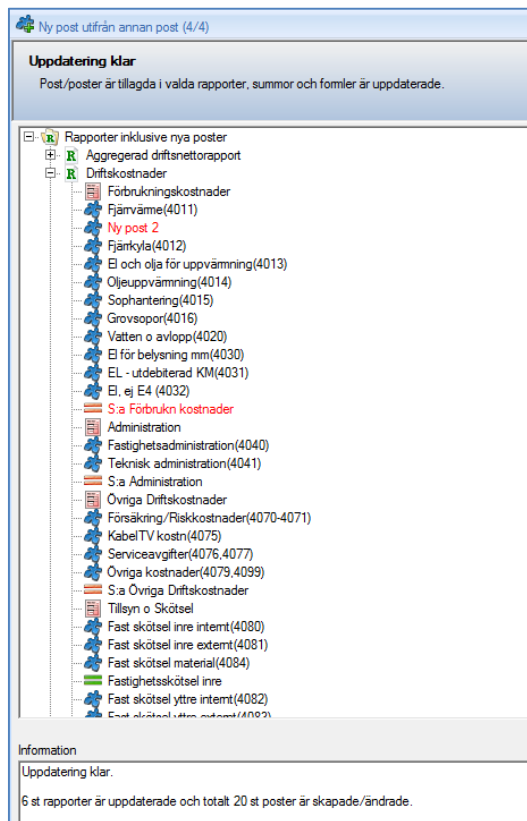 Ny post utifrån annan post (4/4)
Uppdatering klar
Post/poster är tillagda i valda rapporter, summor och formler är uppdaterade.
Rapporter inklusive nya poster
Aggregerad driftsnettorapport
Driftskostnader
Förbrukningskostnader
Fjärrvärme(4011)
Ny post 2
Fjärrkyla(4012)
El och olja för uppvärmning(4013)
Oljeuppvärmning(4014)
Sophantering(4015)
Grovsopor(4016)
Vatten o avlopp(4020)
El för belysning mm(4030)
EL - utdebiterad KM(4031)
El, ej E4 (4032)
S:a Förbrukn kostnader
Administration
Fastighetsadministration(4040)
Teknisk administration(4041)
S:a Administration
Övriga Driftskostnader
Försäkring/Riskkostnader(4070-4071)
KabelTV kostn(4075)
Serviceavgifter(4076,4077)
Övriga kostnader(4079,4099)
S:a Övriga Driftskostnader
Tillsyn o Skötsel
Fast skötsel inre internt(4080)
Fast skötsel inre externt(4081)
Fast skötsel material(4084)
Fastighetsskötsel inre
Fast skötsel yttre internt(4082)
Fast skötsel yttre externt(4083)
Information
Uppdatering klar.
6 st rapporter är uppdaterade och totalt 20 st poster är skapade/ändrade.